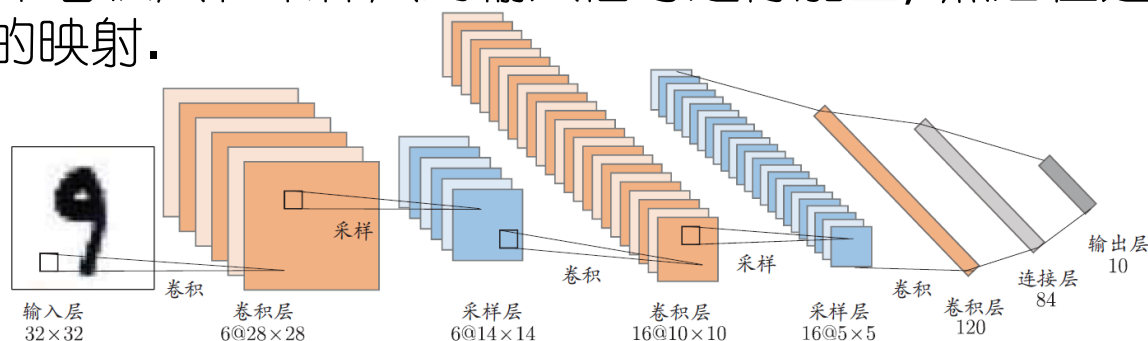 的映射.
采样
卷积
卷积
采样
卷积
输入层
32×32
卷积层
6@28×28
采样层
6@14×14
卷积层
16@10×10
采样层
16@5×5
卷积层
120
连接层
84
输出层
10